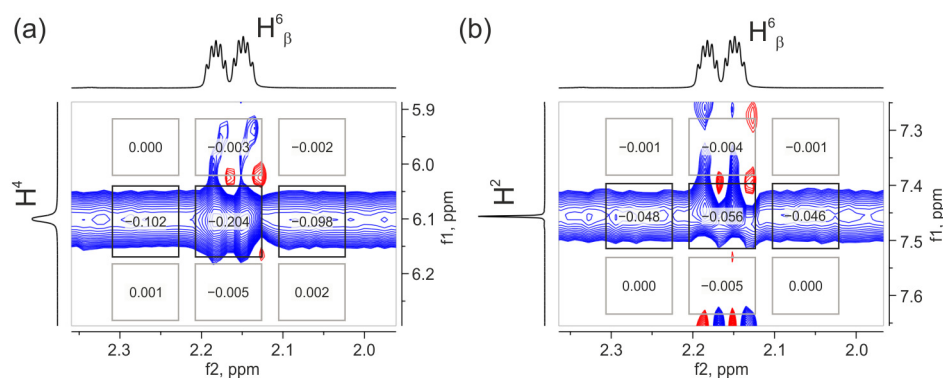 (a)
H⁶β
H⁴
0.000
−0.003
−0.002
−0.102
−0.204
−0.098
0.001
−0.005
0.002
5.9
6.0
6.1
6.2
f1, ppm
2.3 2.2 2.1 2.0
f2, ppm
(b)
H⁶β
H²
−0.001
−0.004
−0.001
−0.048
−0.056
−0.046
0.000
−0.005
0.000
7.3
7.4
7.5
7.6
f1, ppm
2.3 2.2 2.1 2.0
f2, ppm